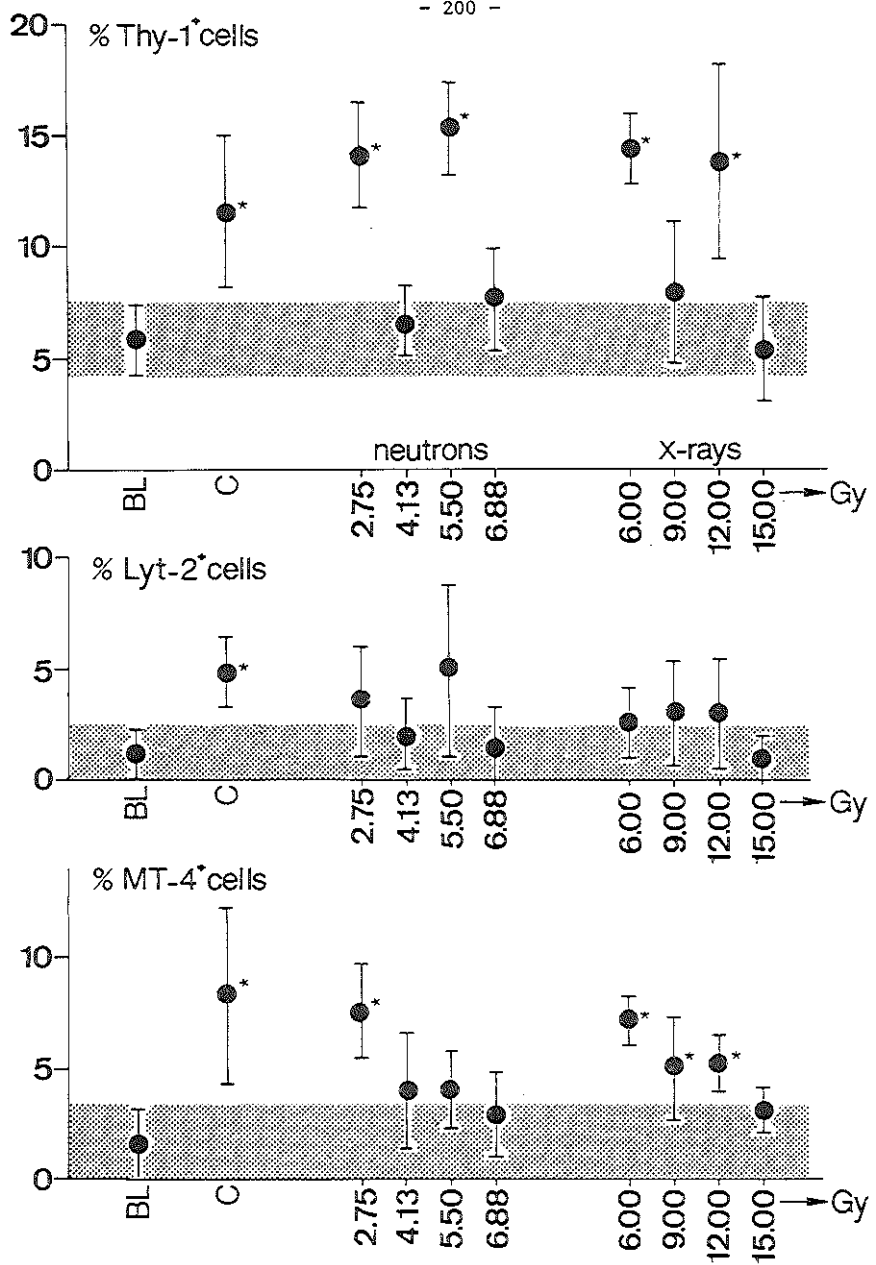 - 200 -
% Thy-1+cells
20
15
10
5
0
neutrons
X-rays
BL
C
2.75
4.13
5.50
6.88
6.00
9.00
12.00
15.00
→ Gy
% Lyt-2+cells
10
5
0
BL
C
2.75
4.13
5.50
6.88
6.00
9.00
12.00
15.00
→ Gy
% MT-4+cells
10
5
0
BL
C
2.75
4.13
5.50
6.88
6.00
9.00
12.00
15.00
→ Gy